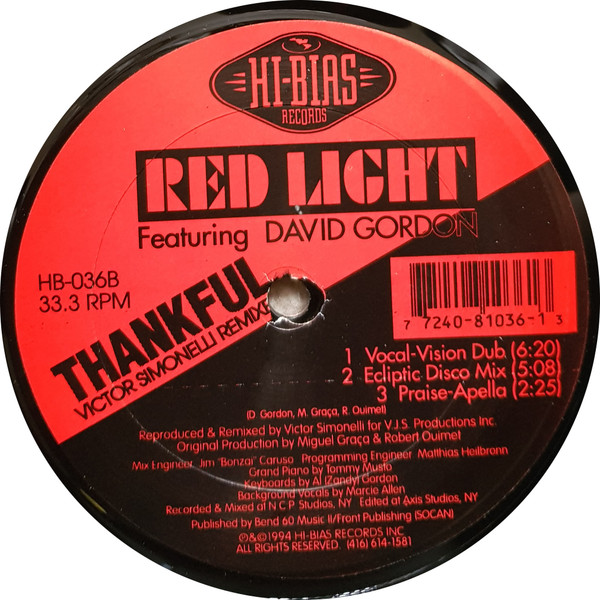 HI-BIAS
RECORDS
RED LIGHT
Featuring DAVID GORDON
HB-036B
33.3 RPM
THANKFUL
VICTOR SIMONELLI REMIXES
7 7240-81036-1 3
1 Vocal-Vision Dub (6:20)
2 Ecliptic Disco Mix (5:08)
3 Praise-Apella (2:25)
(D. Gordon, M. Graça, R. Ouimet)
Reproduced & Remixed by Victor Simonelli for V.J.S. Productions Inc.
Original Production by Miguel Graça & Robert Ouimet
Mix Engineer Jim "Bonzai" Caruso Programming Engineer Matthias Heilbronn
Grand Piano by Tommy Musto
Keyboards by Al (Zandy) Gordon
Background Vocals by Marcie Allen
Recorded & Mixed at N C P Studios, NY Edited at Axis Studios, NY
Published by Bend 60 Music II/Front Publishing (SOCAN)
℗&©1994 HI-BIAS RECORDS INC
ALL RIGHTS RESERVED. (416) 614-1581